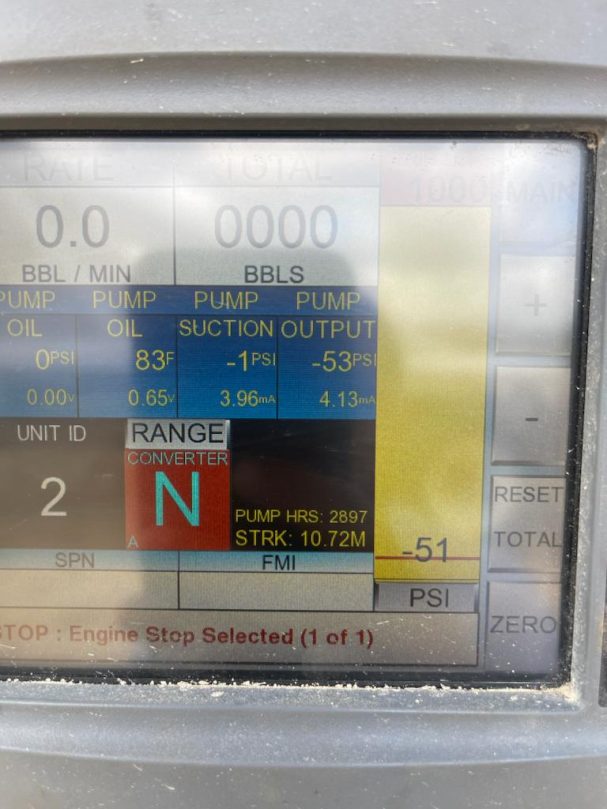 RATE TOTAL 1000 MAIN
0.0 0000
BBL / MIN BBLS
+
PUMP PUMP PUMP PUMP
OIL OIL SUCTION OUTPUT
0PSI 83F -1PSI -53PSI
0.00V 0.65V 3.96mA 4.13mA
-
UNIT ID RANGE
CONVERTER
2 N
A
PUMP HRS: 2897
STRK: 10.72M
RESET
TOTAL
-51
SPN FMI
PSI
ZERO
STOP : Engine Stop Selected (1 of 1)